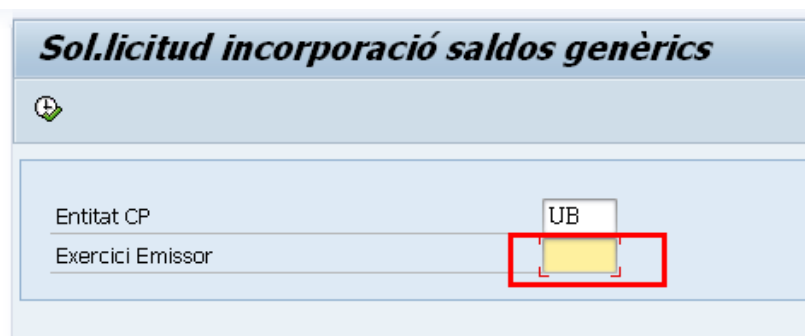 Sol.licitud incorporació saldos genèrics
Entitat CP UB
Exercici Emissor